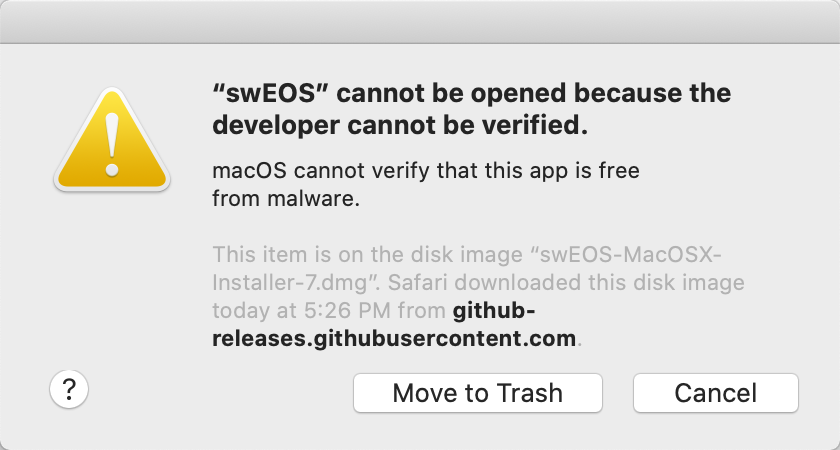 “swEOS” cannot be opened because the
developer cannot be verified.
macOS cannot verify that this app is free
from malware.
This item is on the disk image “swEOS-MacOSX-
Installer-7.dmg”. Safari downloaded this disk image
today at 5:26 PM from github-
releases.githubusercontent.com.
?
Move to Trash
Cancel